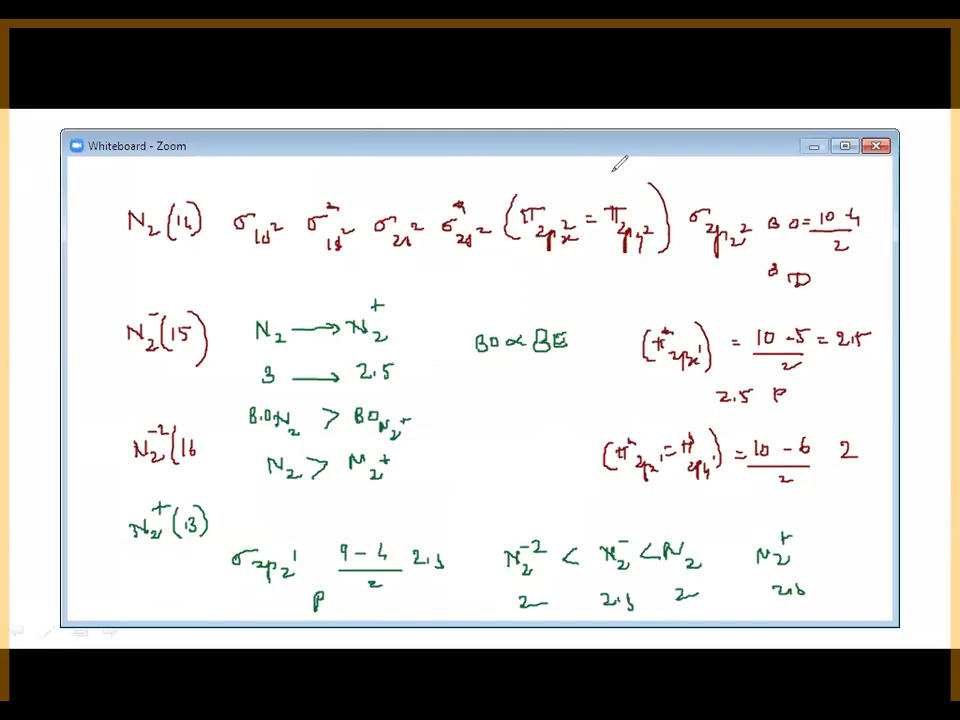 Whiteboard - Zoom
N₂(14) σ1s² σ*1s² σ2s² σ*2s² (π2px² = π2py²) σ2pz² BO = 10-4/2
3 D
N₂⁻(15) N₂ → N₂⁺ BO ∝ BE (π*2px¹) = 10-5/2 = 2.5
3 → 2.5 2.5 P
B.O N₂ > BO N₂⁺
N₂⁻²(16 N₂ > N₂⁺ (π*2px¹ = π*2py¹) = 10-6/2 2
N₂⁺(13)
σ2pz¹ 9-4/2 2.5 N₂⁻² < N₂⁻ < N₂ N₂⁺
P 2 2.5 2 2.5